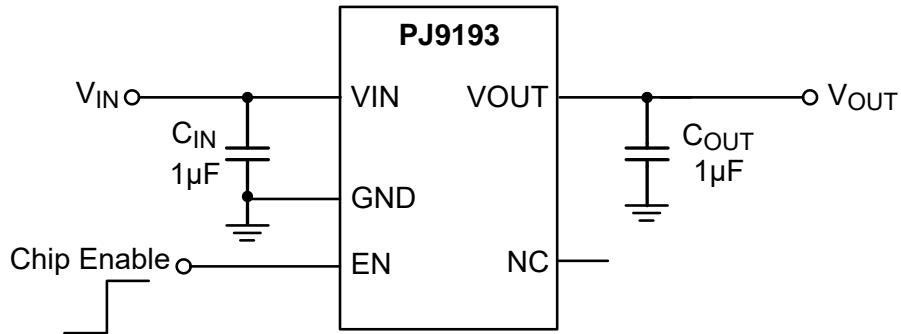 PJ9193
VIN
VIN
VOUT
VOUT
CIN
1µF
COUT
1µF
GND
Chip Enable
EN
NC